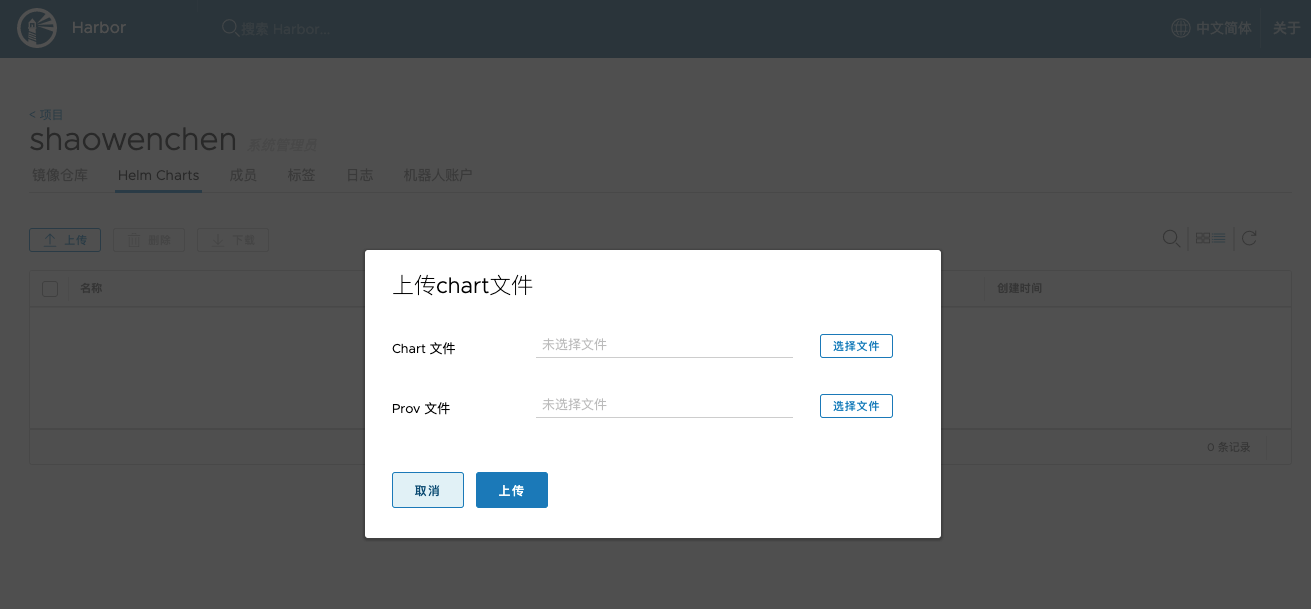 Harbor
搜索 Harbor...
中文简体
关于
< 项目
shaowenchen 系统管理员
镜像仓库 Helm Charts 成员 标签 日志 机器人账户
上传 删除 下载
名称 创建时间
上传chart文件
Chart 文件 未选择文件 选择文件
Prov 文件 未选择文件 选择文件
0 条记录
取消 上传